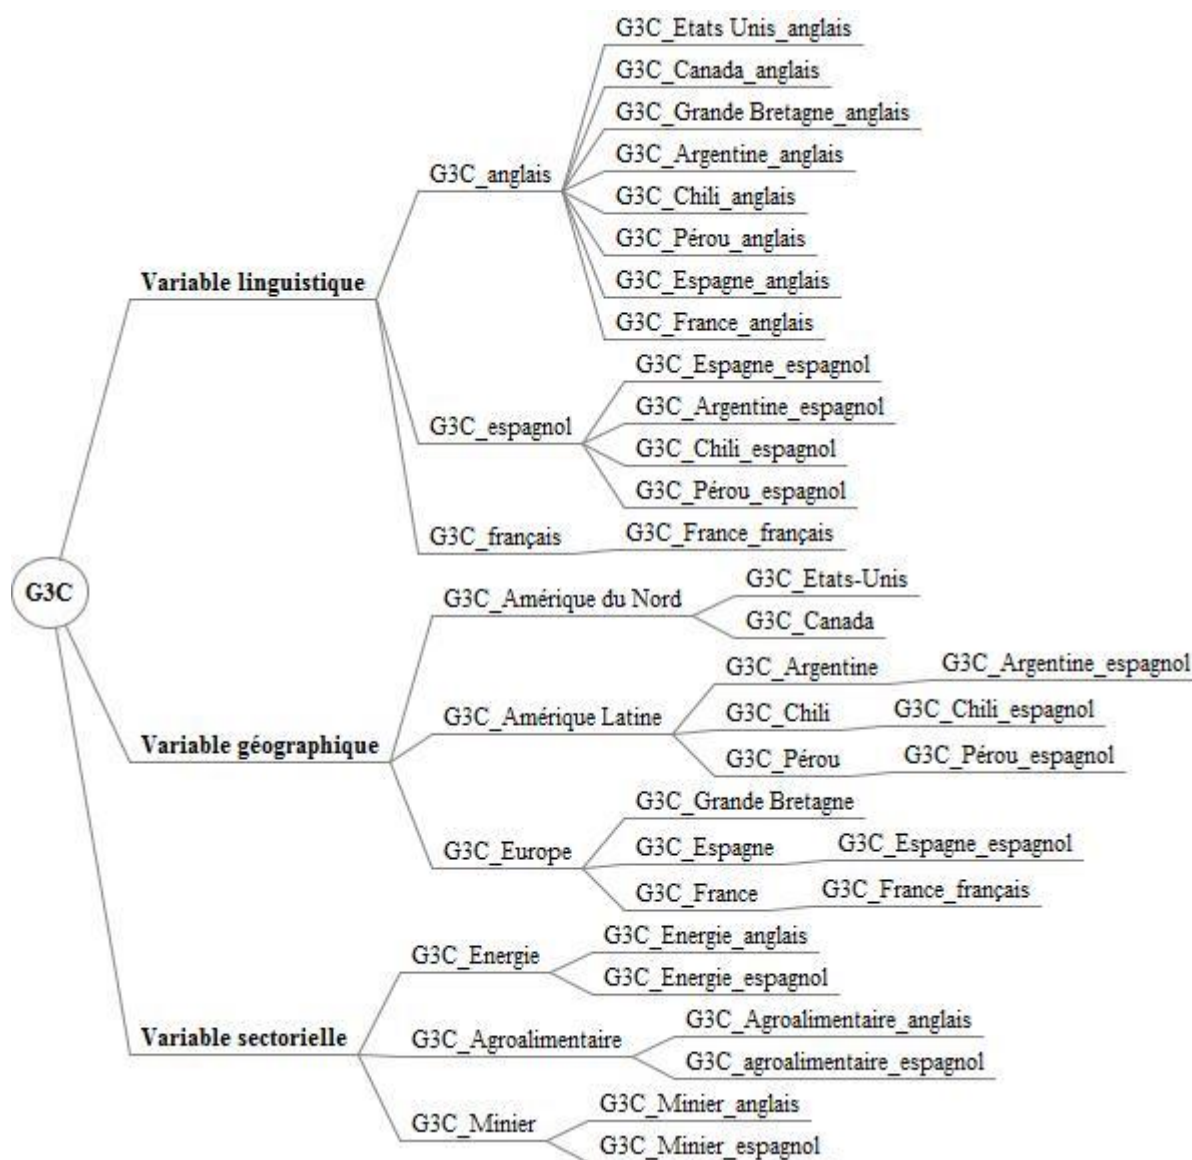 G3C_Etats Unis_anglais
G3C_Canada_anglais
G3C_Grande Bretagne_anglais
G3C_Argentine_anglais
G3C_anglais
G3C_Chili_anglais
G3C_Pérou_anglais
Variable linguistique
G3C_Espagne_anglais
G3C_France_anglais
G3C_Espagne_espagnol
G3C_Argentine_espagnol
G3C_espagnol
G3C_Chili_espagnol
G3C_Pérou_espagnol
G3C_français
G3C_France_français
G3C
G3C_Amérique du Nord
G3C_Etats-Unis
G3C_Canada
G3C_Argentine
G3C_Argentine_espagnol
G3C_Amérique Latine
G3C_Chili
G3C_Chili_espagnol
Variable géographique
G3C_Pérou
G3C_Pérou_espagnol
G3C_Grande Bretagne
G3C_Europe
G3C_Espagne
G3C_Espagne_espagnol
G3C_France
G3C_France_français
G3C_Energie
G3C_Energie_anglais
G3C_Energie_espagnol
Variable sectorielle
G3C_Agroalimentaire
G3C_Agroalimentaire_anglais
G3C_agroalimentaire_espagnol
G3C_Minier
G3C_Minier_anglais
G3C_Minier_espagnol